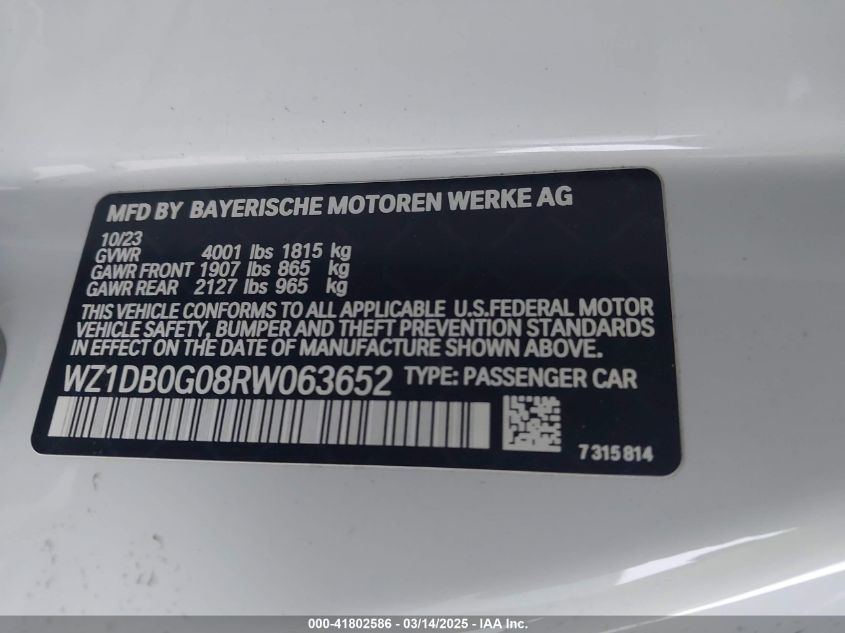 MFD BY BAYERISCHE MOTOREN WERKE AG
10/23
GVWR 4001 lbs 1815 kg
GAWR FRONT 1907 lbs 865 kg
GAWR REAR 2127 lbs 965 kg
THIS VEHICLE CONFORMS TO ALL APPLICABLE U.S.FEDERAL MOTOR
VEHICLE SAFETY, BUMPER AND THEFT PREVENTION STANDARDS
IN EFFECT ON THE DATE OF MANUFACTURE SHOWN ABOVE.
WZ1DB0G08RW063652 TYPE: PASSENGER CAR
7 315 814
000-41802586 - 03/14/2025 - IAA Inc.